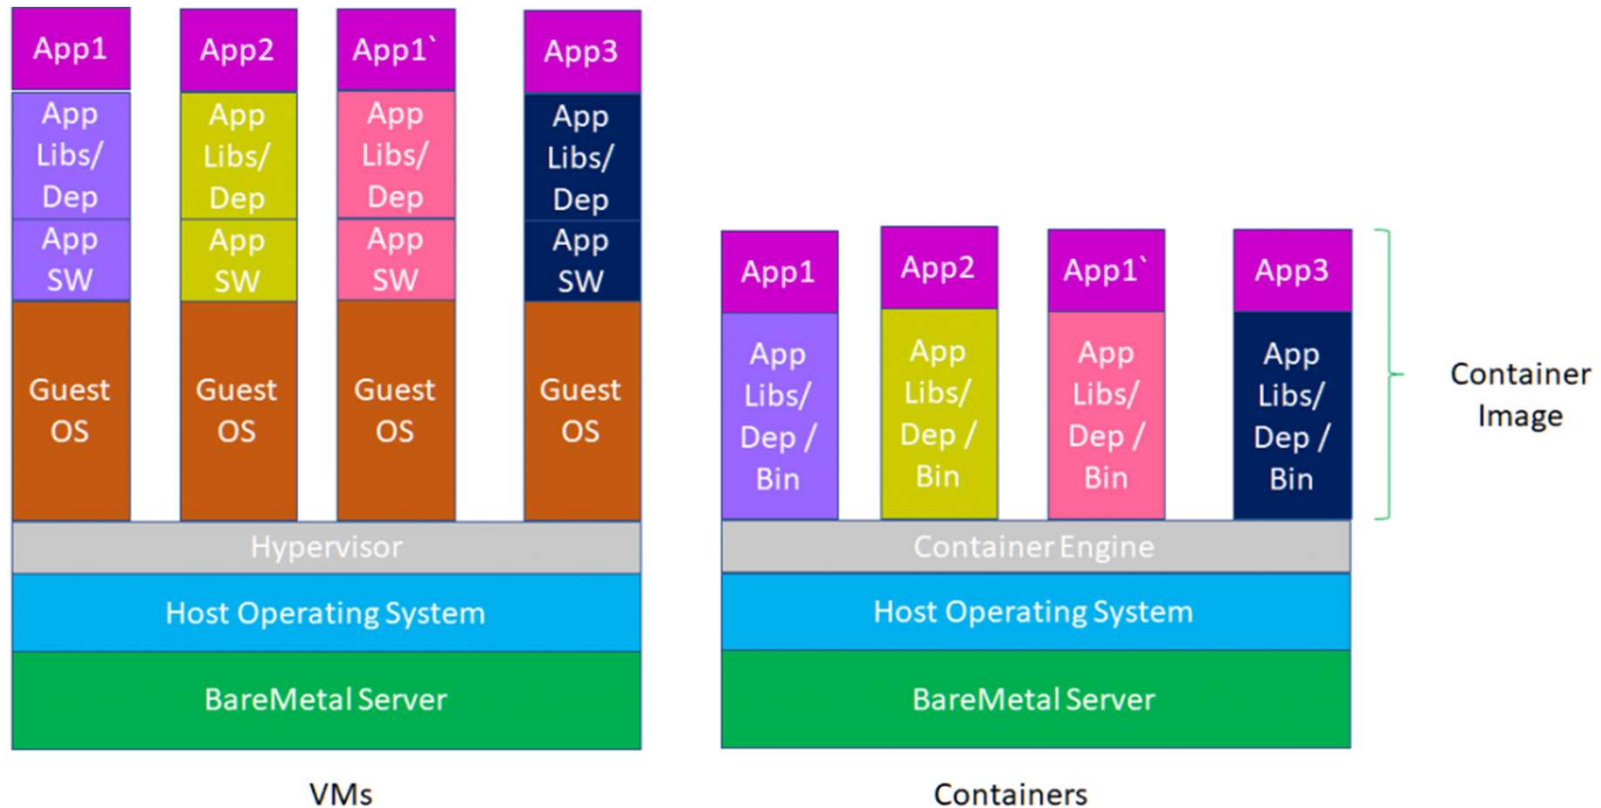 App1
App2
App1`
App3
App
Libs/
Dep
App
Libs/
Dep
App
Libs/
Dep
App
Libs/
Dep
App
SW
App
SW
App
SW
App
SW
Guest
OS
Guest
OS
Guest
OS
Guest
OS
Hypervisor
Host Operating System
BareMetal Server
VMs
App1
App2
App1`
App3
App
Libs/
Dep /
Bin
App
Libs/
Dep /
Bin
App
Libs/
Dep /
Bin
App
Libs/
Dep /
Bin
Container
Image
Container Engine
Host Operating System
BareMetal Server
Containers